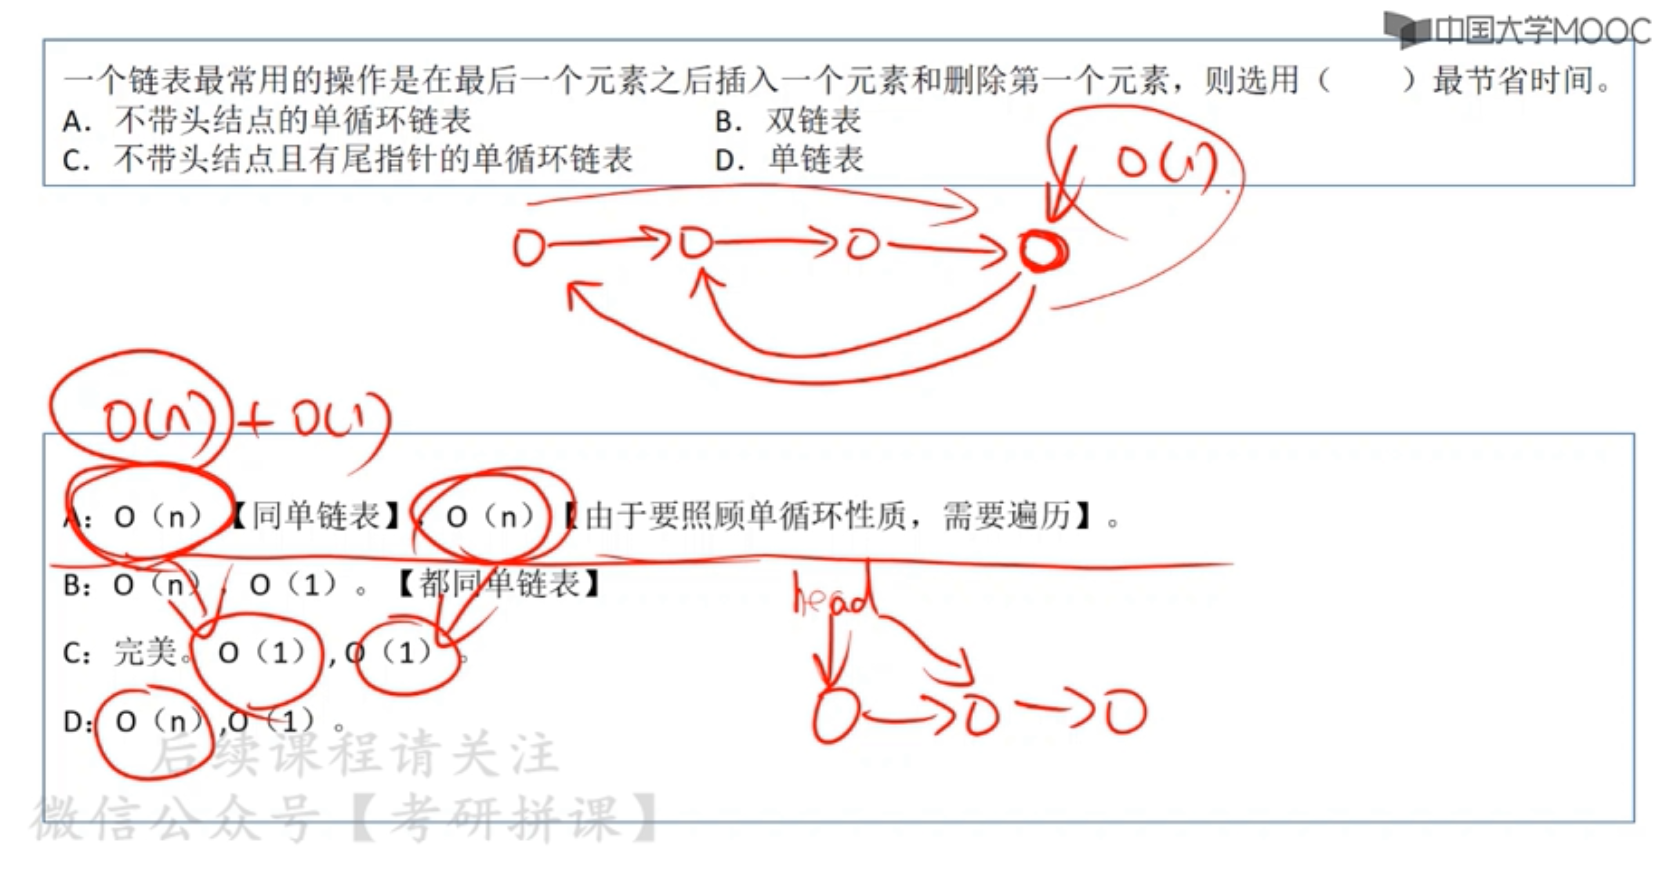 中国大学MOOC
一个链表最常用的操作是在最后一个元素之后插入一个元素和删除第一个元素，则选用（ ）最节省时间。
A. 不带头结点的单循环链表 B. 双链表
C. 不带头结点且有尾指针的单循环链表 D. 单链表
O(1).
O(n)+O(1)
A：O（n）【同单链表】，O（n）【由于要照顾单循环性质，需要遍历】。
B：O（n），O（1）。【都同单链表】
head
C：完美。O（1）,O（1）。
D：O（n）,O（1）。
后续课程请关注
微信公众号【考研拼课】